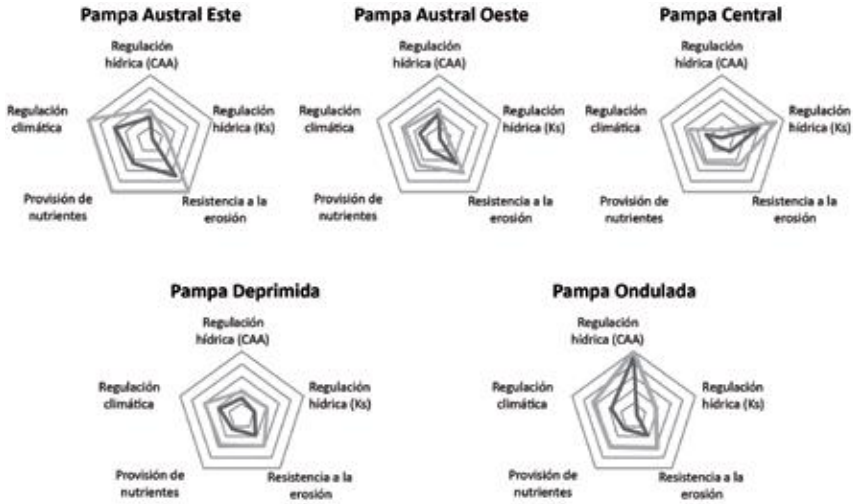 Pampa Austral Este
Regulación
hídrica (CAA)
Regulación
climática
Regulación
hídrica (Ks)
Provisión de
nutrientes
Resistencia a la
erosión
Pampa Austral Oeste
Regulación
hídrica (CAA)
Regulación
climática
Regulación
hídrica (Ks)
Provisión de
nutrientes
Resistencia a la
erosión
Pampa Central
Regulación
hídrica (CAA)
Regulación
climática
Regulación
hídrica (Ks)
Provisión de
nutrientes
Resistencia a la
erosión
Pampa Deprimida
Regulación
hídrica (CAA)
Regulación
climática
Regulación
hídrica (Ks)
Provisión de
nutrientes
Resistencia a la
erosión
Pampa Ondulada
Regulación
hídrica (CAA)
Regulación
climática
Regulación
hídrica (Ks)
Provisión de
nutrientes
Resistencia a la
erosión